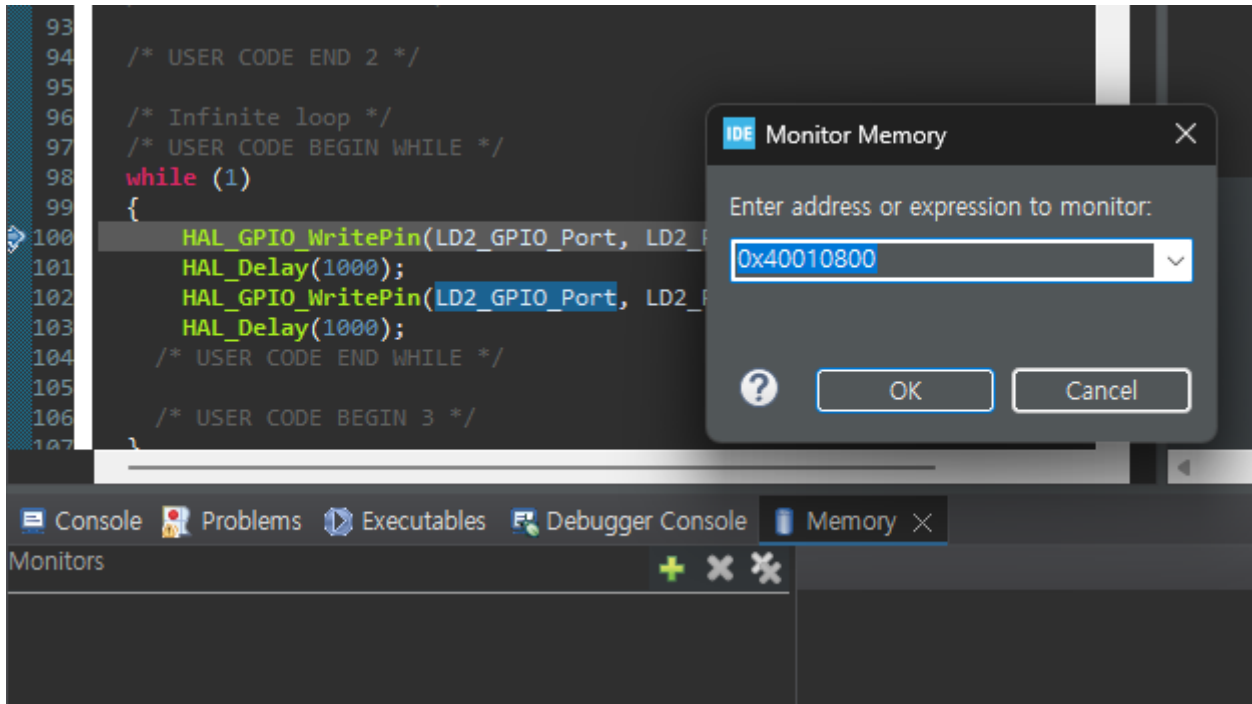 93
94 /* USER CODE END 2 */
95
96 /* Infinite loop */
97 /* USER CODE BEGIN WHILE */
98 while (1)
99 {
100 HAL_GPIO_WritePin(LD2_GPIO_Port, LD2_
101 HAL_Delay(1000);
102 HAL_GPIO_WritePin(LD2_GPIO_Port, LD2_
103 HAL_Delay(1000);
104 /* USER CODE END WHILE */
105
106 /* USER CODE BEGIN 3 */
107 }
IDE Monitor Memory
Enter address or expression to monitor:
0x40010800
? OK Cancel
Console Problems Executables Debugger Console Memory
Monitors